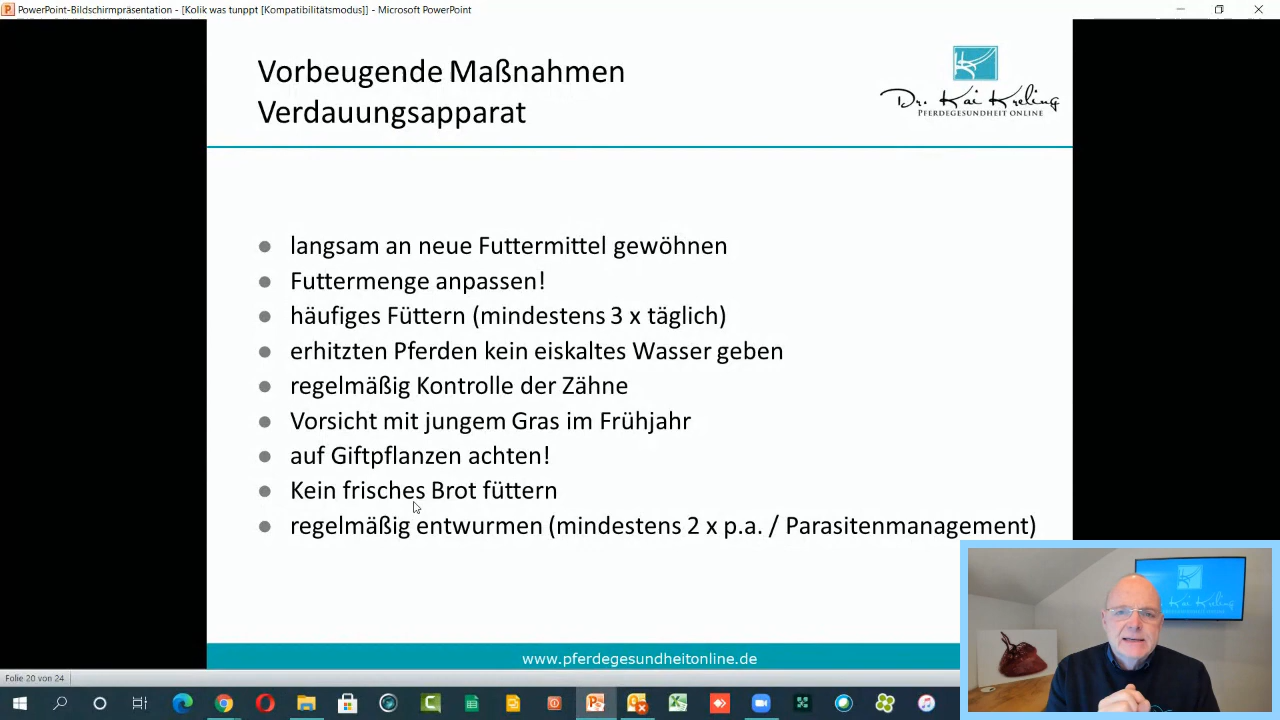 PowerPoint-Bildschirmpräsentation - [Kolik was tunppt [Kompatibilitätsmodus]] - Microsoft PowerPoint
Vorbeugende Maßnahmen
Verdauungsapparat
Dr. Kai Kreling
PFERDEGESUNDHEIT ONLINE
langsam an neue Futtermittel gewöhnen
Futtermenge anpassen!
häufiges Füttern (mindestens 3 x täglich)
erhitzten Pferden kein eiskaltes Wasser geben
regelmäßig Kontrolle der Zähne
Vorsicht mit jungem Gras im Frühjahr
auf Giftpflanzen achten!
Kein frisches Brot füttern
regelmäßig entwurmen (mindestens 2 x p.a. / Parasitenmanagement)
www.pferdegesundheitonline.de
Folie 20 von 24